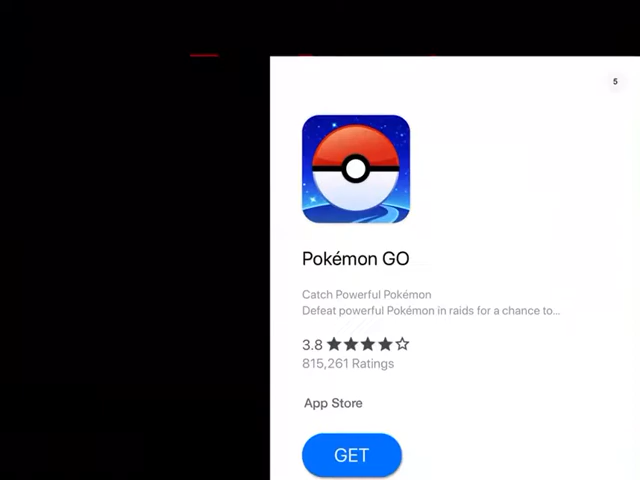 5
Pokémon GO
Catch Powerful Pokémon
Defeat powerful Pokémon in raids for a chance to...
3.8 ★★★★☆
815,261 Ratings
App Store
GET